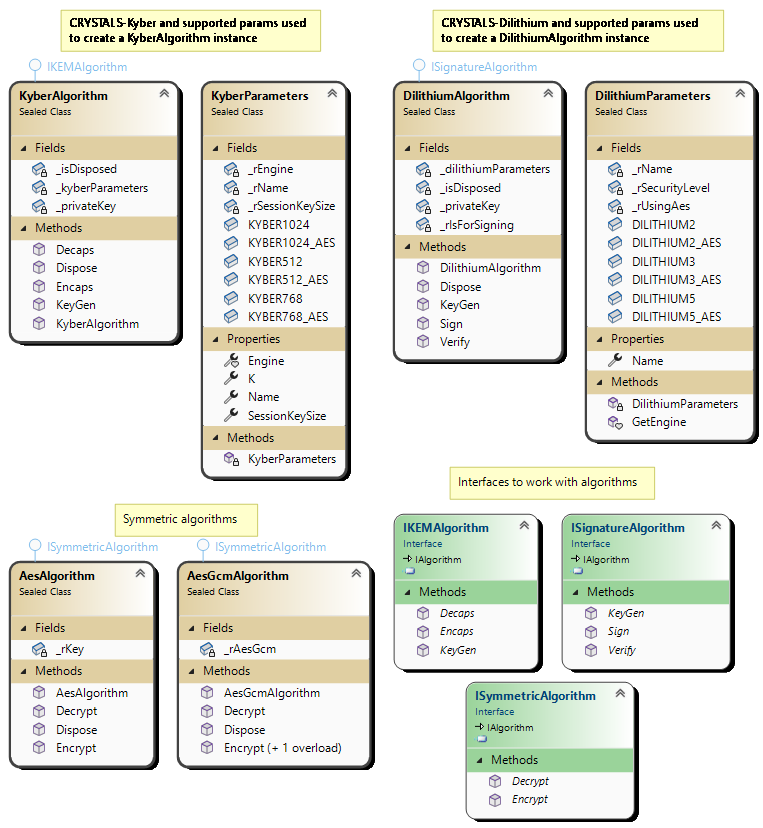 CRYSTALS-Kyber and supported params used
to create a KyberAlgorithm instance
IKEMAlgorithm
KyberAlgorithm
Sealed Class
Fields
_isDisposed
_kyberParameters
_privateKey
Methods
Decaps
Dispose
Encaps
KeyGen
KyberAlgorithm
KyberParameters
Sealed Class
Fields
_rEngine
_rName
_rSessionKeySize
KYBER1024
KYBER1024_AES
KYBER512
KYBER512_AES
KYBER768
KYBER768_AES
Properties
Engine
K
Name
SessionKeySize
Methods
KyberParameters
CRYSTALS-Dilithium and supported params used
to create a DilithiumAlgorithm instance
ISignatureAlgorithm
DilithiumAlgorithm
Sealed Class
Fields
_dilithiumParameters
_isDisposed
_privateKey
_rIsForSigning
Methods
DilithiumAlgorithm
Dispose
KeyGen
Sign
Verify
DilithiumParameters
Sealed Class
Fields
_rName
_rSecurityLevel
_rUsingAes
DILITHIUM2
DILITHIUM2_AES
DILITHIUM3
DILITHIUM3_AES
DILITHIUM5
DILITHIUM5_AES
Properties
Name
Methods
DilithiumParameters
GetEngine
Symmetric algorithms
ISymmetricAlgorithm
AesAlgorithm
Sealed Class
Fields
_rKey
Methods
AesAlgorithm
Decrypt
Dispose
Encrypt
ISymmetricAlgorithm
AesGcmAlgorithm
Sealed Class
Fields
_rAesGcm
Methods
AesGcmAlgorithm
Decrypt
Dispose
Encrypt (+ 1 overload)
Interfaces to work with algorithms
IKEMAlgorithm
Interface
IAlgorithm
Methods
Decaps
Encaps
KeyGen
ISignatureAlgorithm
Interface
IAlgorithm
Methods
KeyGen
Sign
Verify
ISymmetricAlgorithm
Interface
IAlgorithm
Methods
Decrypt
Encrypt